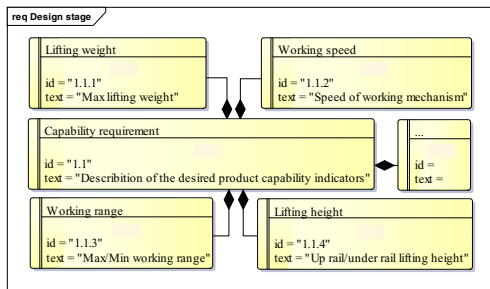 req Design stage
Lifting weight
id = "1.1.1"
text = "Max lifting weight"
Working speed
id = "1.1.2"
text = "Speed of working mechanism"
Capability requirement
id = "1.1"
text = "Describition of the desired product capability indicators"
...
id =
text =
Working range
id = "1.1.3"
text = "Max/Min working range"
Lifting height
id = "1.1.4"
text = "Up rail/under rail lifting height"